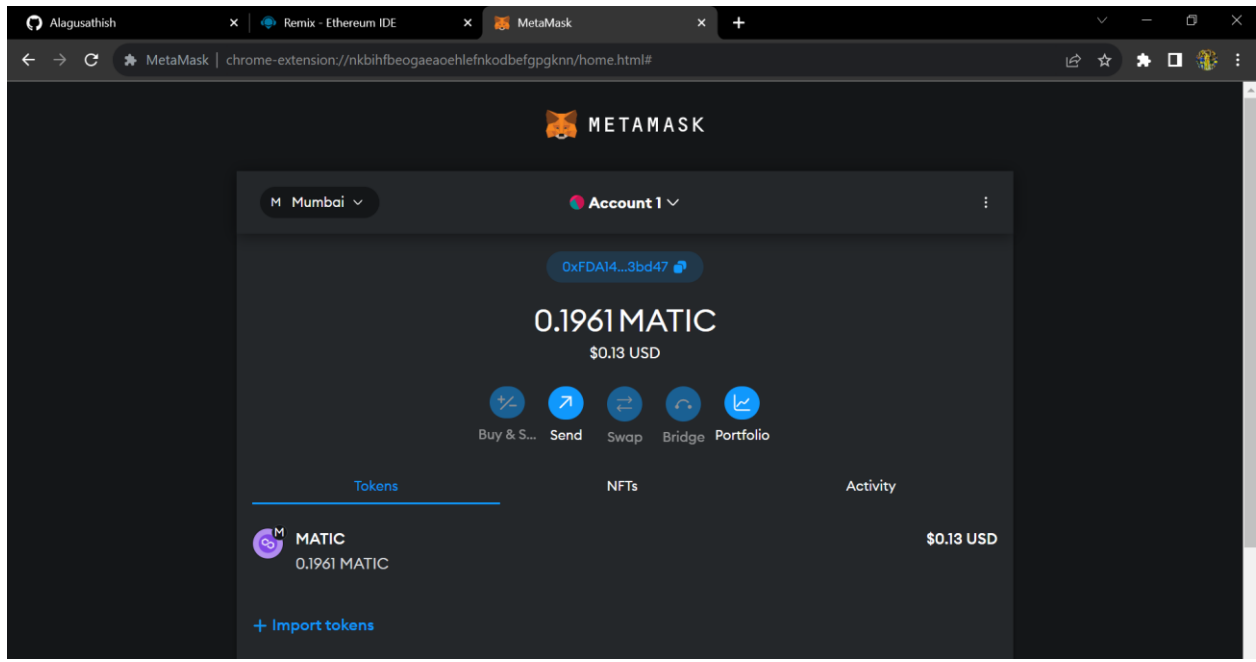 Alagusathish
Remix - Ethereum IDE
MetaMask
MetaMask | chrome-extension://nkbihfbeogaeaoehlefnkodbefgpgknn/home.html#
METAMASK
M Mumbai
Account 1
0xFDA14...3bd47
0.1961 MATIC
$0.13 USD
Buy & S... Send Swap Bridge Portfolio
Tokens NFTs Activity
M
MATIC $0.13 USD
0.1961 MATIC
+ Import tokens